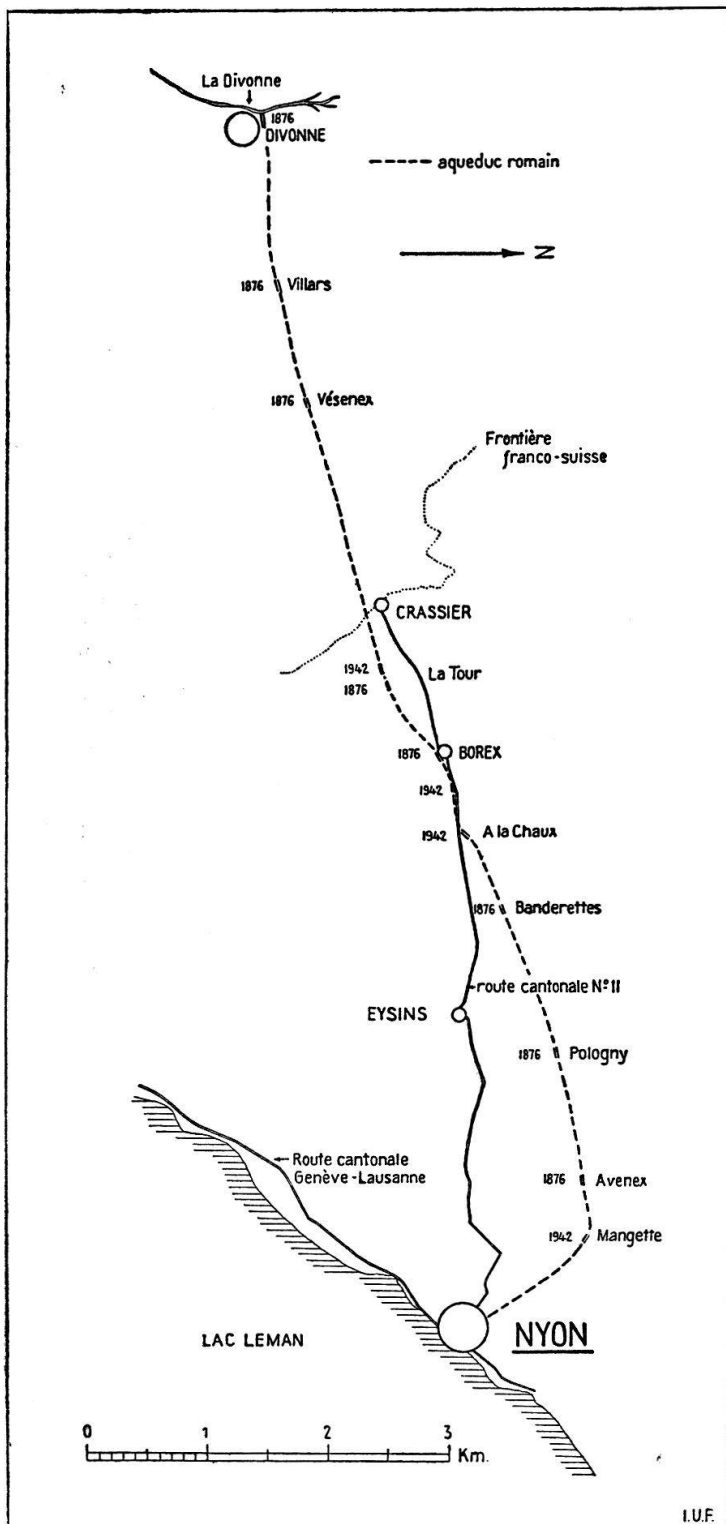 La Divonne
1876
DIVONNE
aqueduc romain
N
1876 Villars
1876 Vésenex
Frontière
franco-suisse
CRASSIER
1942
La Tour
1876
1876 BOREX
1942
1942 A la Chaux
1876 Banderettes
route cantonale Nº 11
EYSINS
1876 Pologny
Route cantonale
Genève-Lausanne
1876 Avenex
1942 Mangette
LAC LEMAN
NYON
0 1 2 3
Km.
I.U.F.